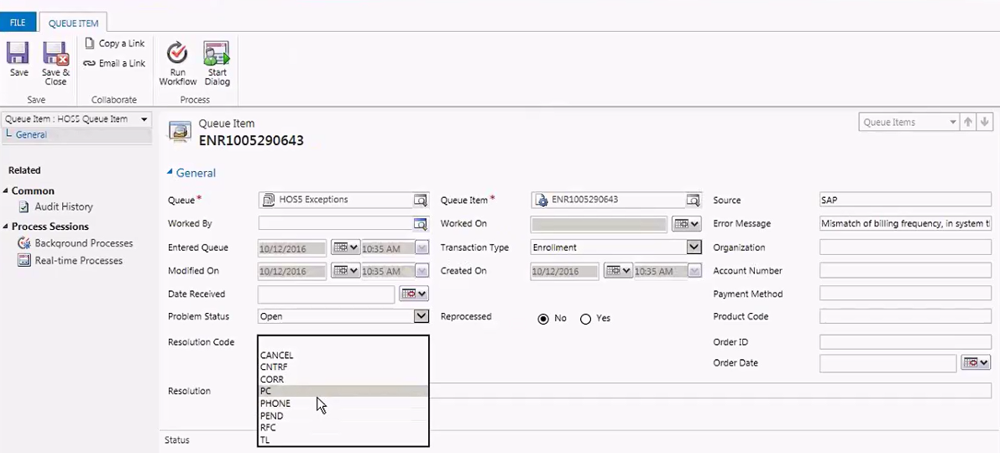 FILE
QUEUE ITEM
Save
Save & Close
Copy a Link
Email a Link
Run Workflow
Start Dialog
Save
Collaborate
Process
Queue Item : HOS5 Queue Item
General
Related
Common
Audit History
Process Sessions
Background Processes
Real-time Processes
Queue Item
ENR1005290643
Queue Items
General
Queue * HOS5 Exceptions Queue Item * ENR1005290643 Source SAP
Worked By Worked On Error Message Mismatch of billing frequency, in system t
Entered Queue 10/12/2016 10:35 AM Transaction Type Enrollment Organization
Modified On 10/12/2016 10:35 AM Created On 10/12/2016 10:35 AM Account Number
Date Received Payment Method
Problem Status Open Reprocessed No Yes Product Code
Resolution Code Order ID
CANCEL
CNTRF
Order Date
CORR
Resolution PC
PHONE
PEND
RFC
TL
Status